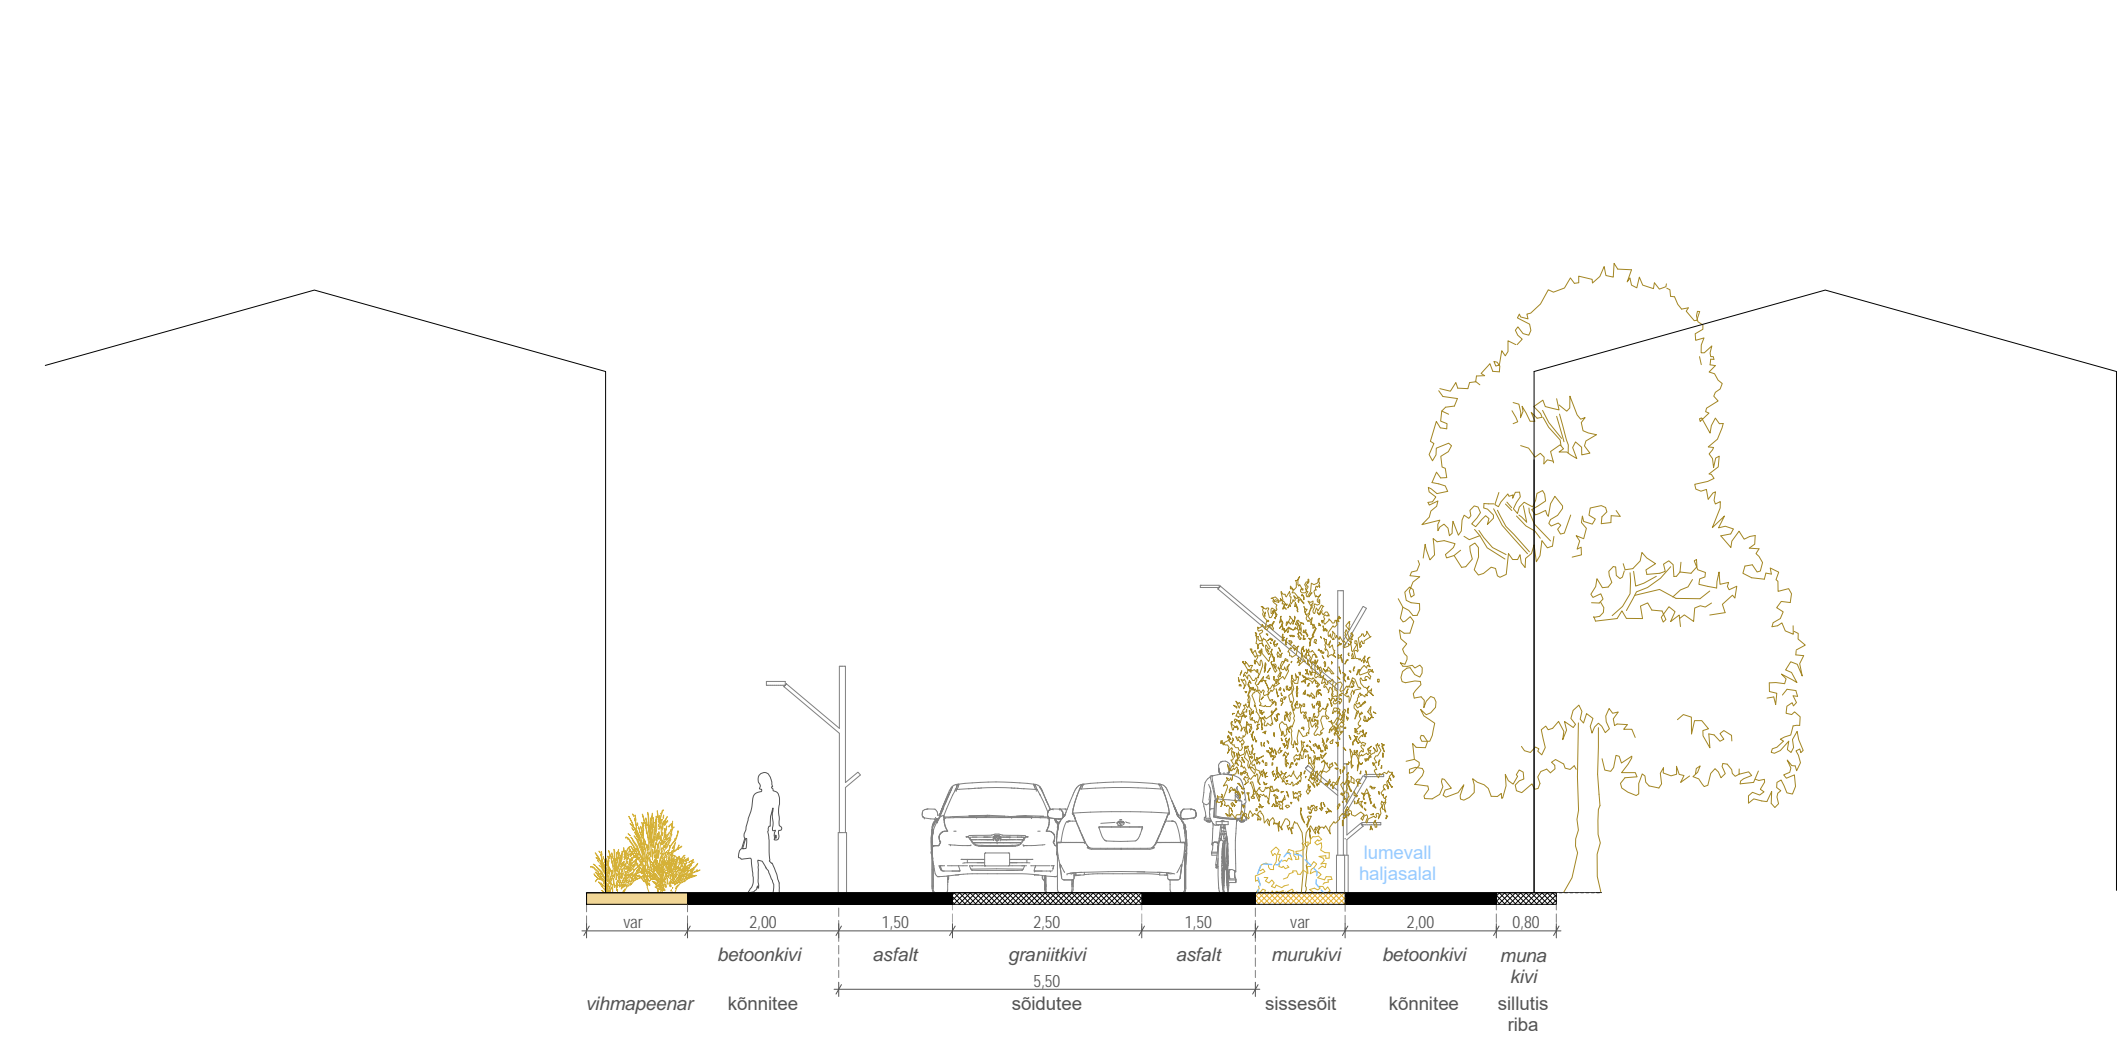 lumevall
haljasalal
var 2,00 1,50 2,50 1,50 var 2,00 0,80
betoonkivi asfalt graniitkivi asfalt murukivi betoonkivi muna
kivi
5,50
vihmapeenar kõnnitee sõidutee sissesõit kõnnitee sillutis
riba